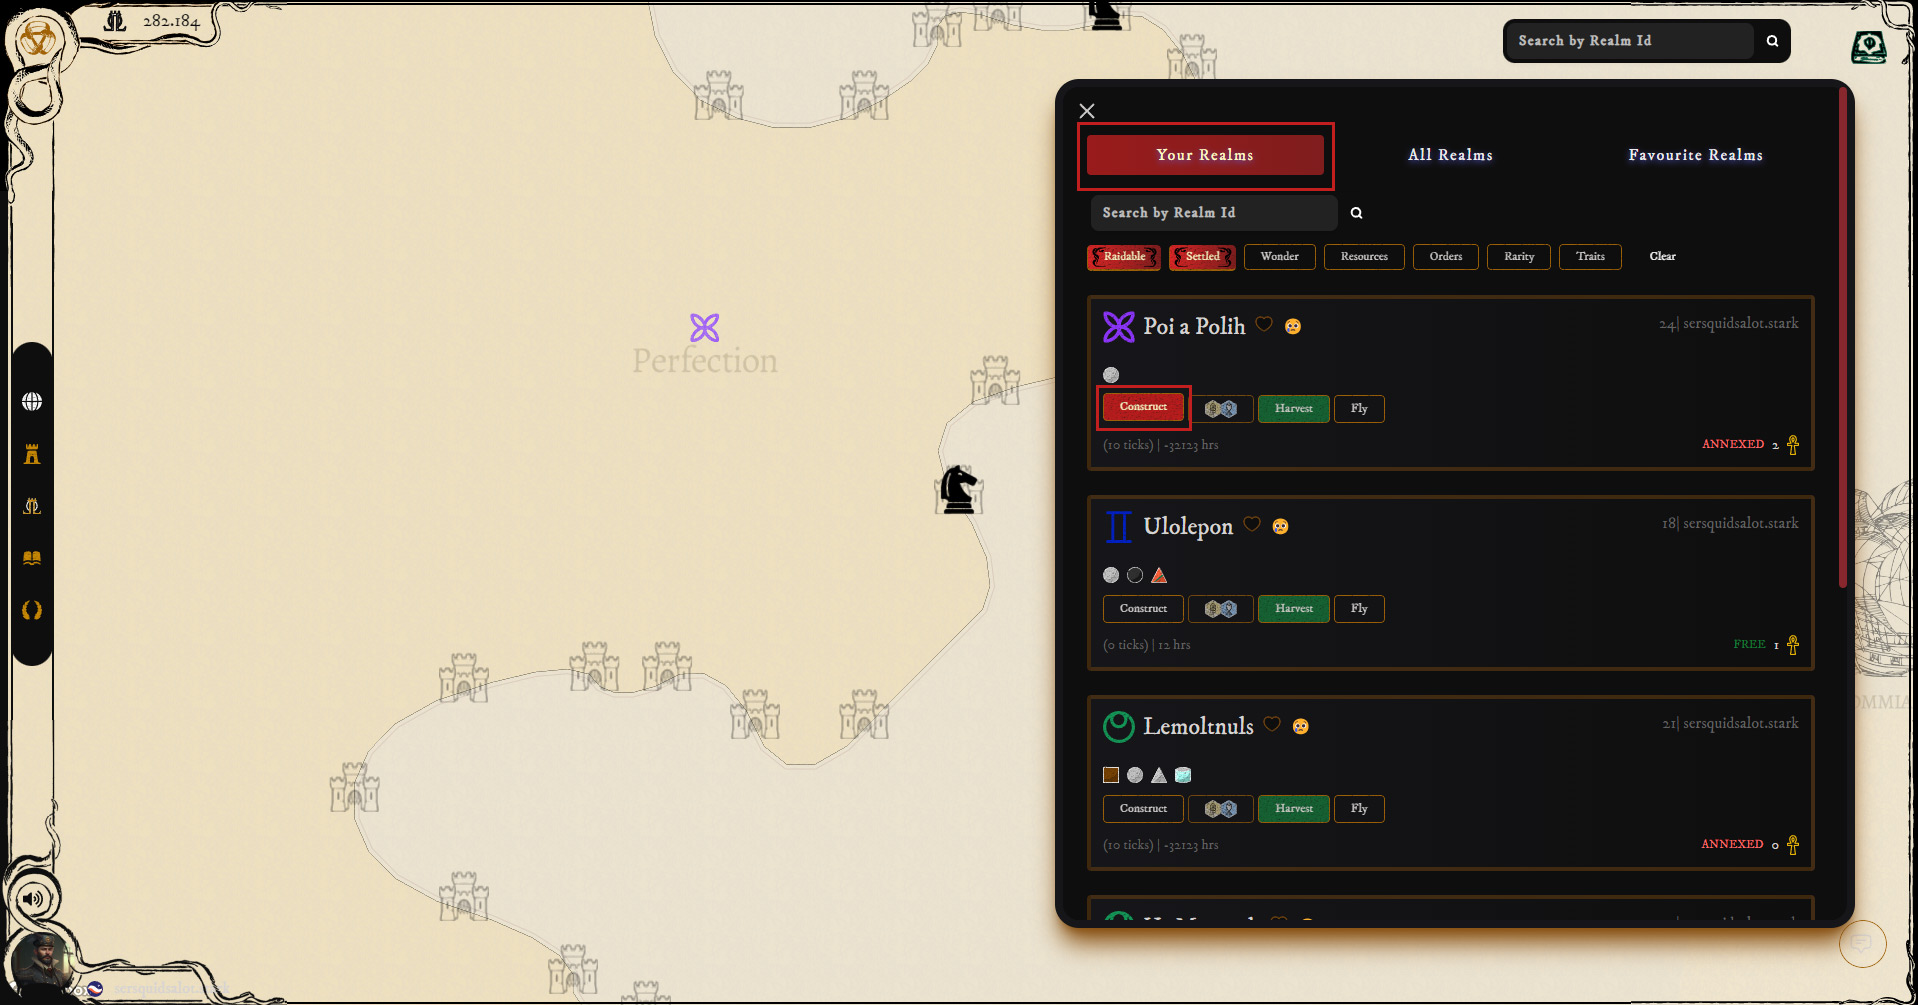 282.184
Search by Realm Id
Your Realms
All Realms
Favourite Realms
Search by Realm Id
Raidable
Settled
Wonder
Resources
Orders
Rarity
Traits
Clear
Poi a Polih
24| sersquidsalot.stark
Construct
Harvest
Fly
(10 ticks) | -32123 hrs
ANNEXED 2
Perfection
Ulolepon
18| sersquidsalot.stark
Construct
Harvest
Fly
(0 ticks) | 12 hrs
FREE 1
Lemoltnuls
21| sersquidsalot.stark
Construct
Harvest
Fly
(10 ticks) | -32123 hrs
ANNEXED 0
sersquidsalot.stark